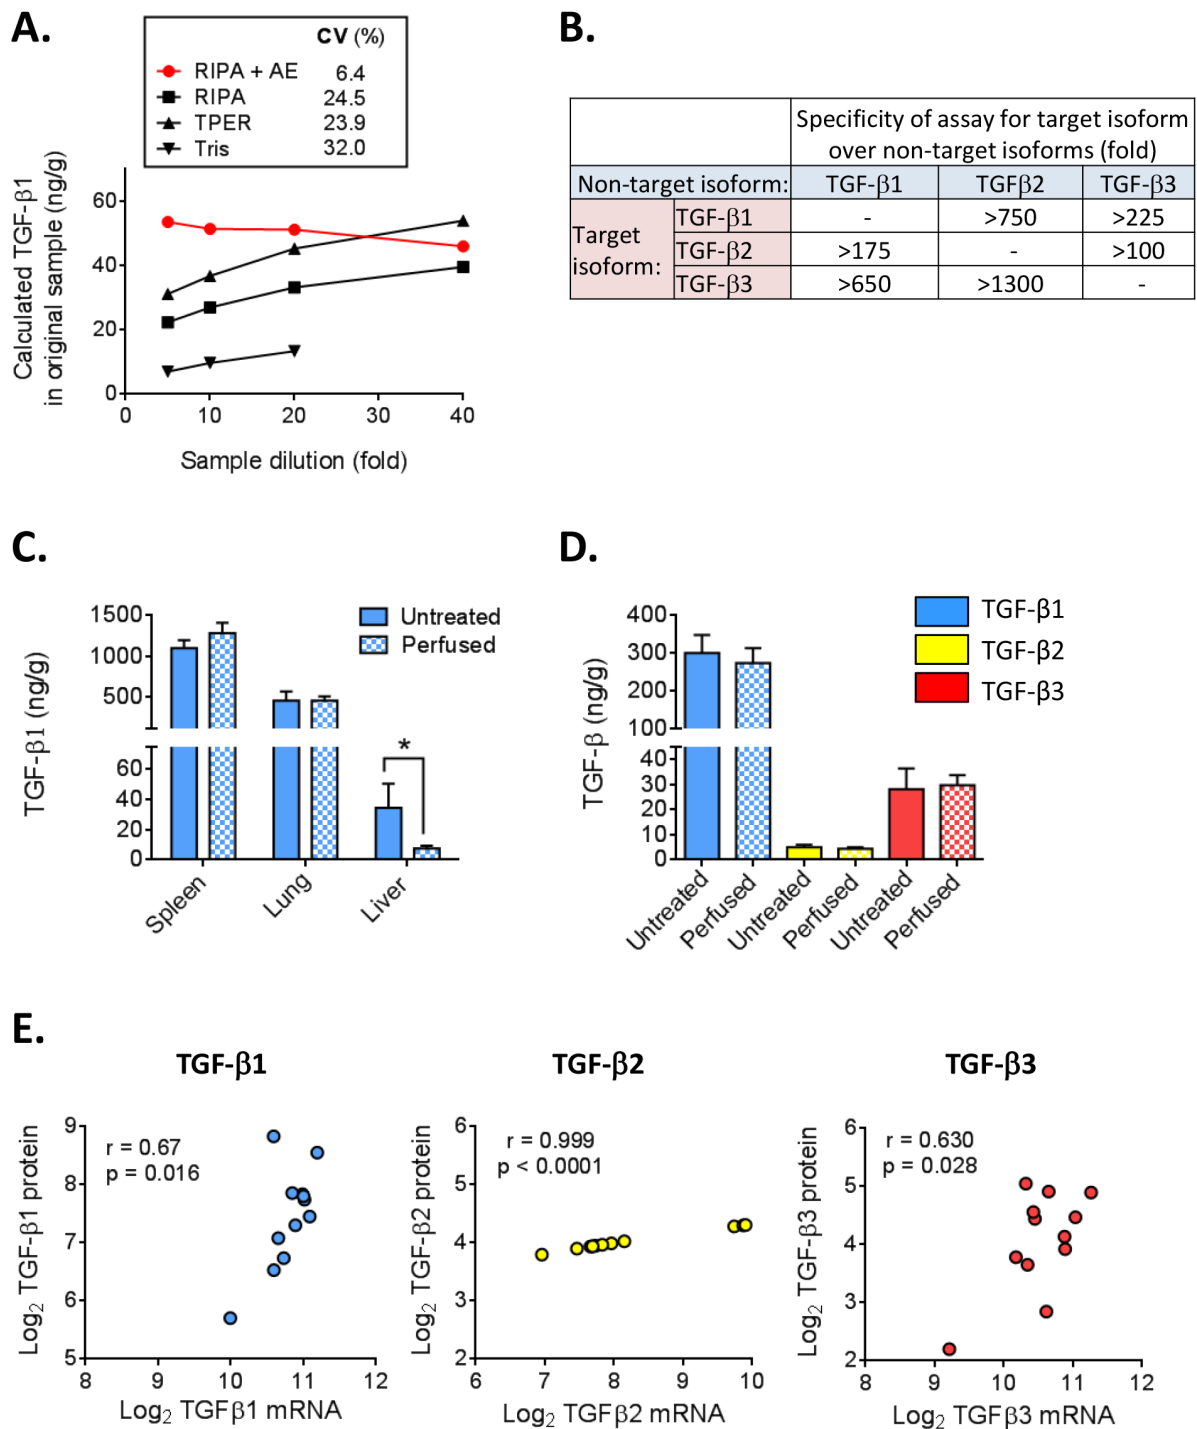 A.
CV (%)
RIPA + AE 6.4
RIPA 24.5
TPER 23.9
Tris 32.0
Calculated TGF-β1
in original sample (ng/g)
60
40
20
0
0 10 20 30 40
Sample dilution (fold)
B.
Specificity of assay for target isoform
over non-target isoforms (fold)
Non-target isoform: TGF-β1 TGFβ2 TGF-β3
Target
isoform:
TGF-β1 - >750 >225
TGF-β2 >175 - >100
TGF-β3 >650 >1300 -
C.
TGF-β1 (ng/g)
1500
1000
500
60
40
20
0
Untreated
Perfused
*
Spleen
Lung
Liver
D.
TGF-β (ng/g)
400
300
200
100
40
30
20
10
0
TGF-β1
TGF-β2
TGF-β3
Untreated
Perfused
Untreated
Perfused
Untreated
Perfused
E.
TGF-β1
Log2 TGF-β1 protein
r = 0.67
p = 0.016
9
8
7
6
5
8 9 10 11 12
Log2 TGFβ1 mRNA
TGF-β2
Log2 TGF-β2 protein
r = 0.999
p < 0.0001
6
5
4
3
2
6 7 8 9 10
Log2 TGFβ2 mRNA
TGF-β3
Log2 TGF-β3 protein
r = 0.630
p = 0.028
6
5
4
3
2
8 9 10 11 12
Log2 TGFβ3 mRNA